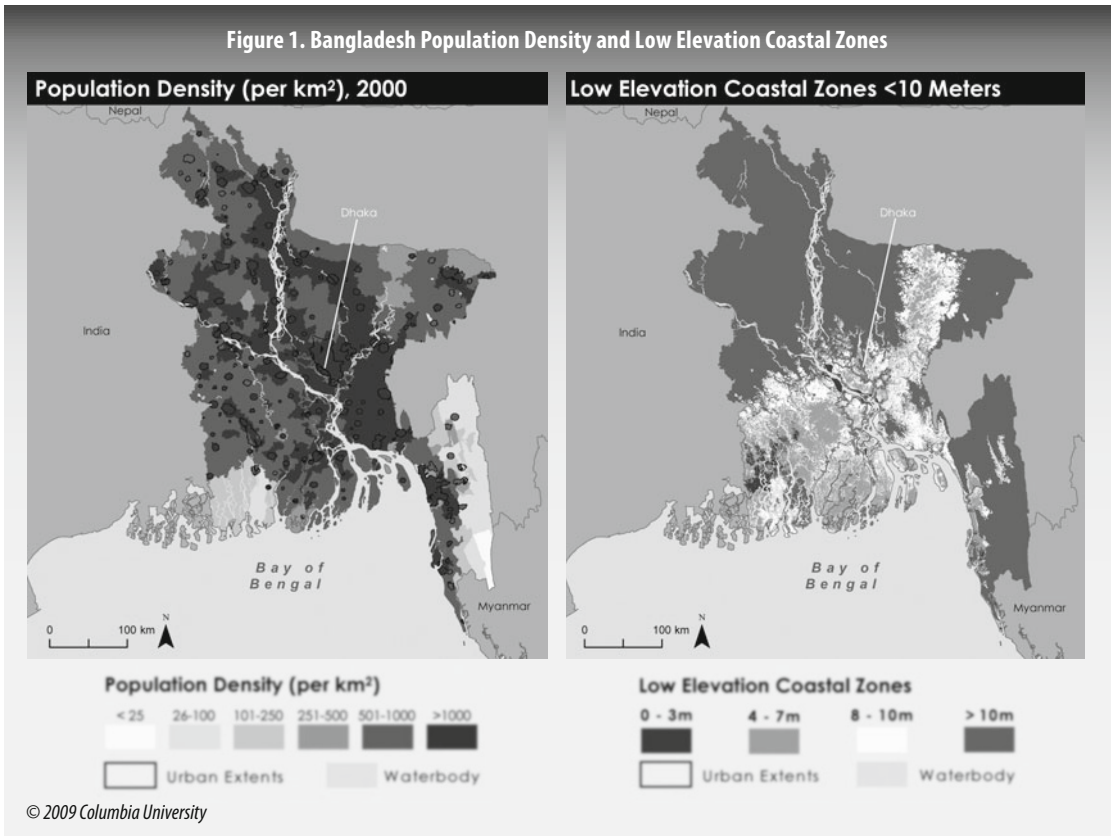 Figure 1. Bangladesh Population Density and Low Elevation Coastal Zones
Population Density (per km²), 2000
Nepal
Dhaka
India
Bay of
Bengal
Myanmar
0 100 km
N
Population Density (per km²)
< 25 26-100 101-250 251-500 501-1000 >1000
Urban Extents Waterbody
Low Elevation Coastal Zones <10 Meters
Nepal
Dhaka
India
Bay of
Bengal
Myanmar
0 100 km
N
Low Elevation Coastal Zones
0 - 3m 4 - 7m 8 - 10m > 10m
Urban Extents Waterbody
© 2009 Columbia University